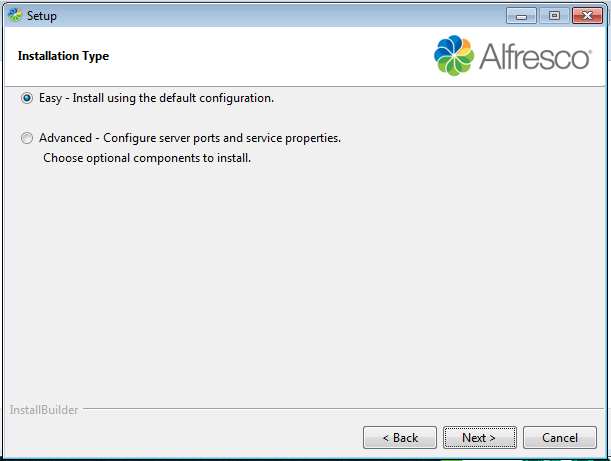 Setup
Installation Type
Alfresco®
Easy - Install using the default configuration.
Advanced - Configure server ports and service properties.
Choose optional components to install.
InstallBuilder
< Back
Next >
Cancel